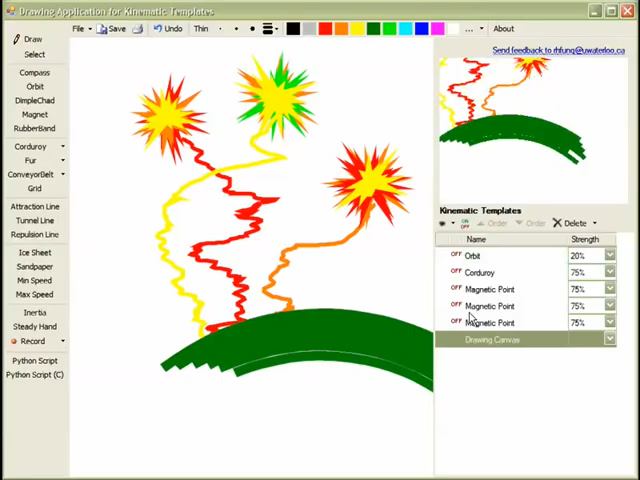 Drawing Application for Kinematic Templates
Draw
Select
Compass
Orbit
DimpleChad
Magnet
RubberBand
Corduroy
Fur
ConveyorBelt
Grid
Attraction Line
Tunnel Line
Repulsion Line
Ice Sheet
Sandpaper
Min Speed
Max Speed
Inertia
Steady Hand
Record
Python Script
Python Script (C)
File Save Undo Thin ... About
Send feedback to rhfung@uwaterloo.ca
Kinematic Templates
ON OFF Order Order Delete
Name Strength
OFF Orbit 20%
OFF Corduroy 75%
OFF Magnetic Point 75%
OFF Magnetic Point 75%
OFF Magnetic Point 75%
Drawing Canvas